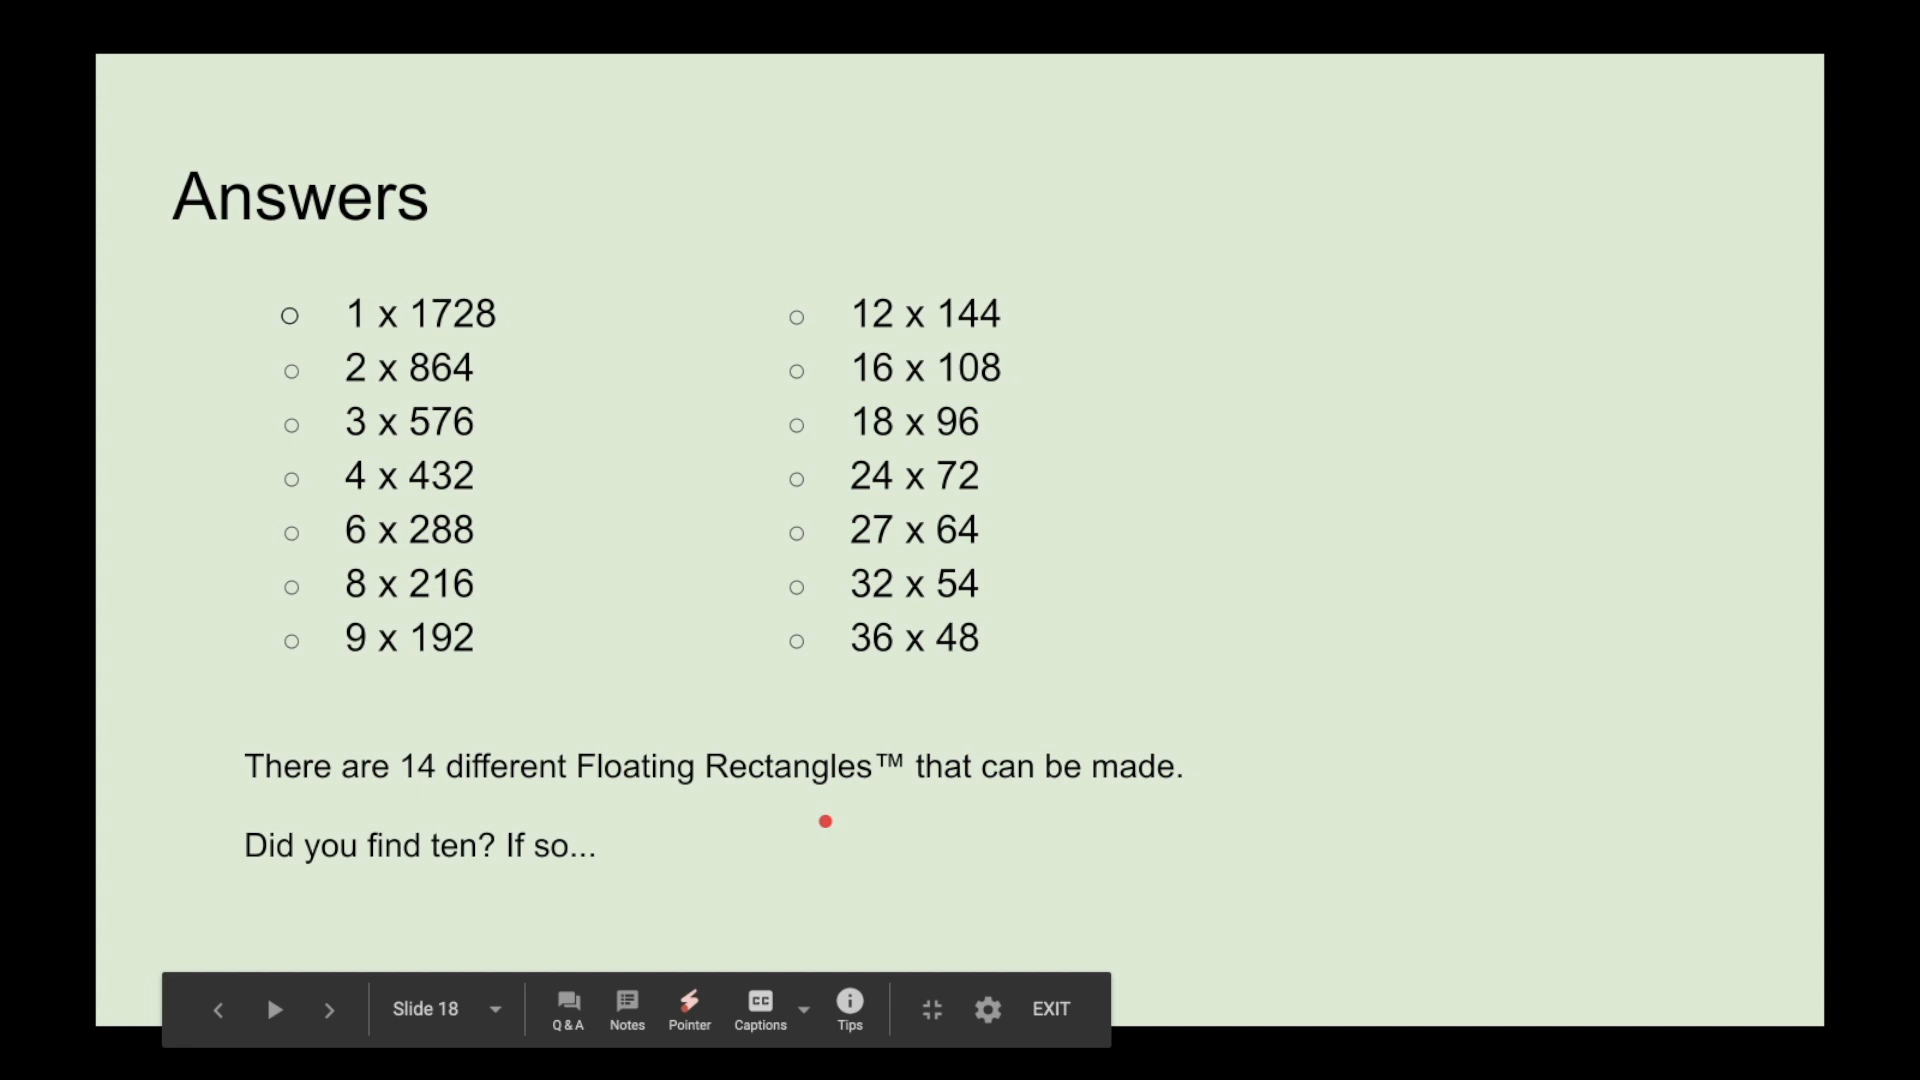 Answers
1 x 1728
2 x 864
3 x 576
4 x 432
6 x 288
8 x 216
9 x 192
12 x 144
16 x 108
18 x 96
24 x 72
27 x 64
32 x 54
36 x 48
There are 14 different Floating Rectangles™ that can be made.
Did you find ten? If so...
Slide 18
Q & A
Notes
Pointer
CC
Captions
Tips
EXIT